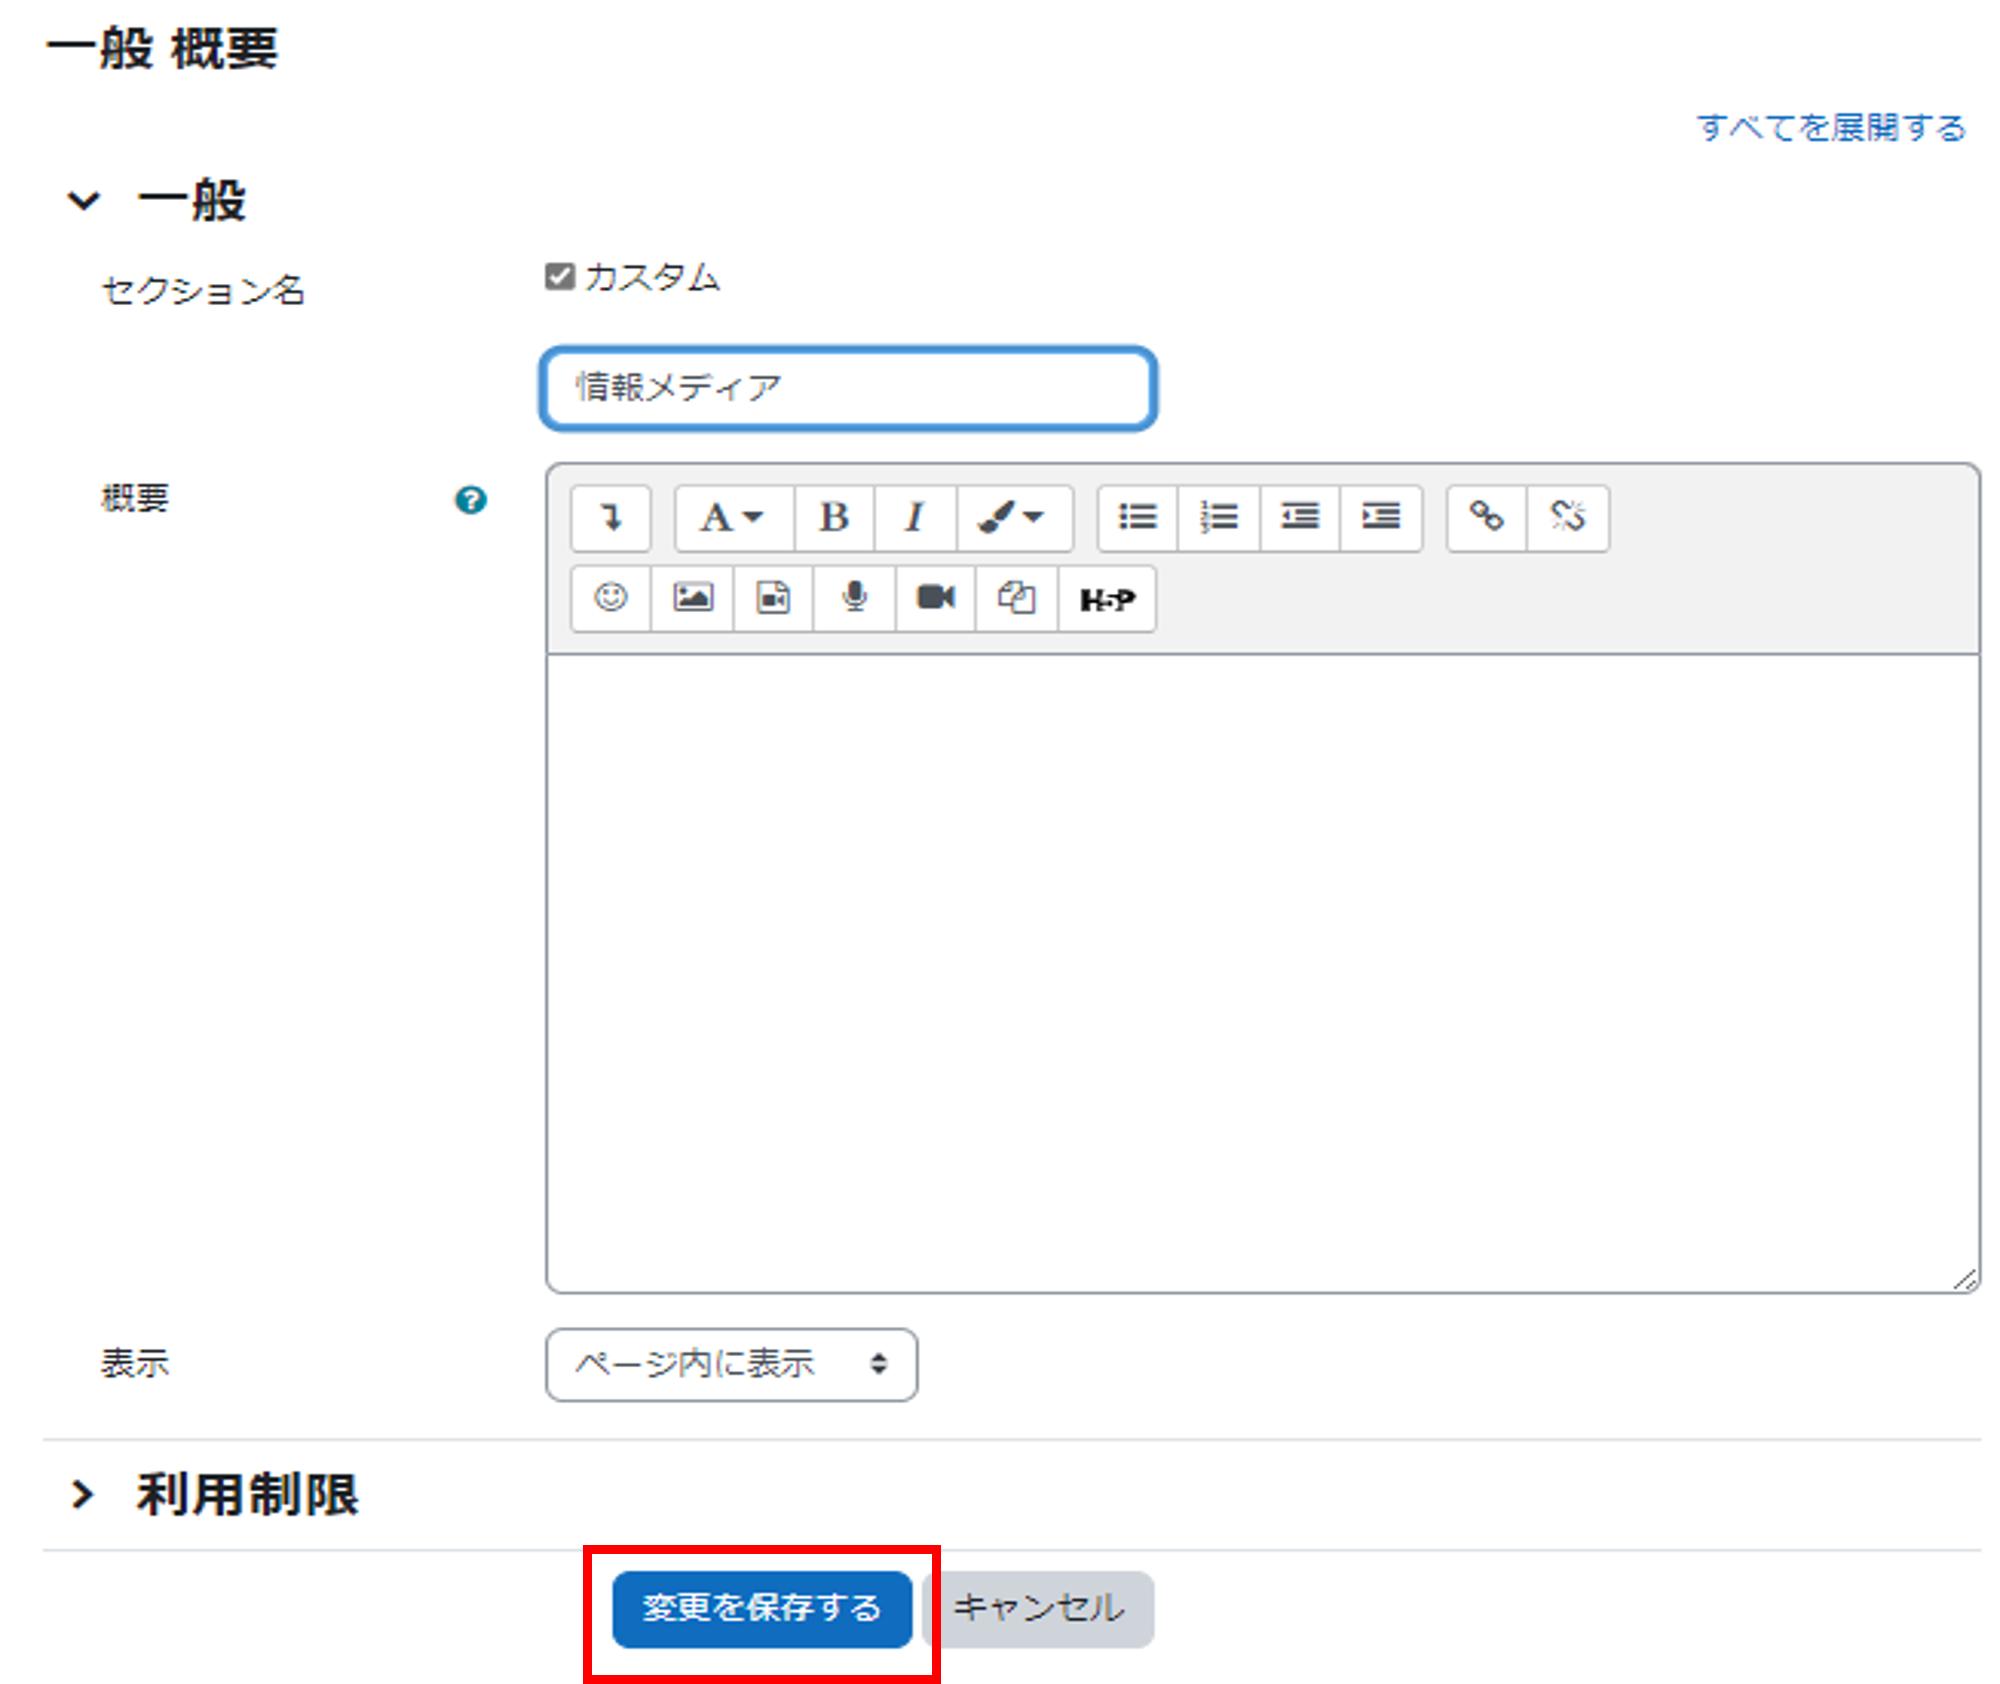 一般 概要
すべてを展開する
一般
セクション名
カスタム
情報メディア
概要
A B I
H5P
表示
ページ内に表示
利用制限
変更を保存する キャンセル